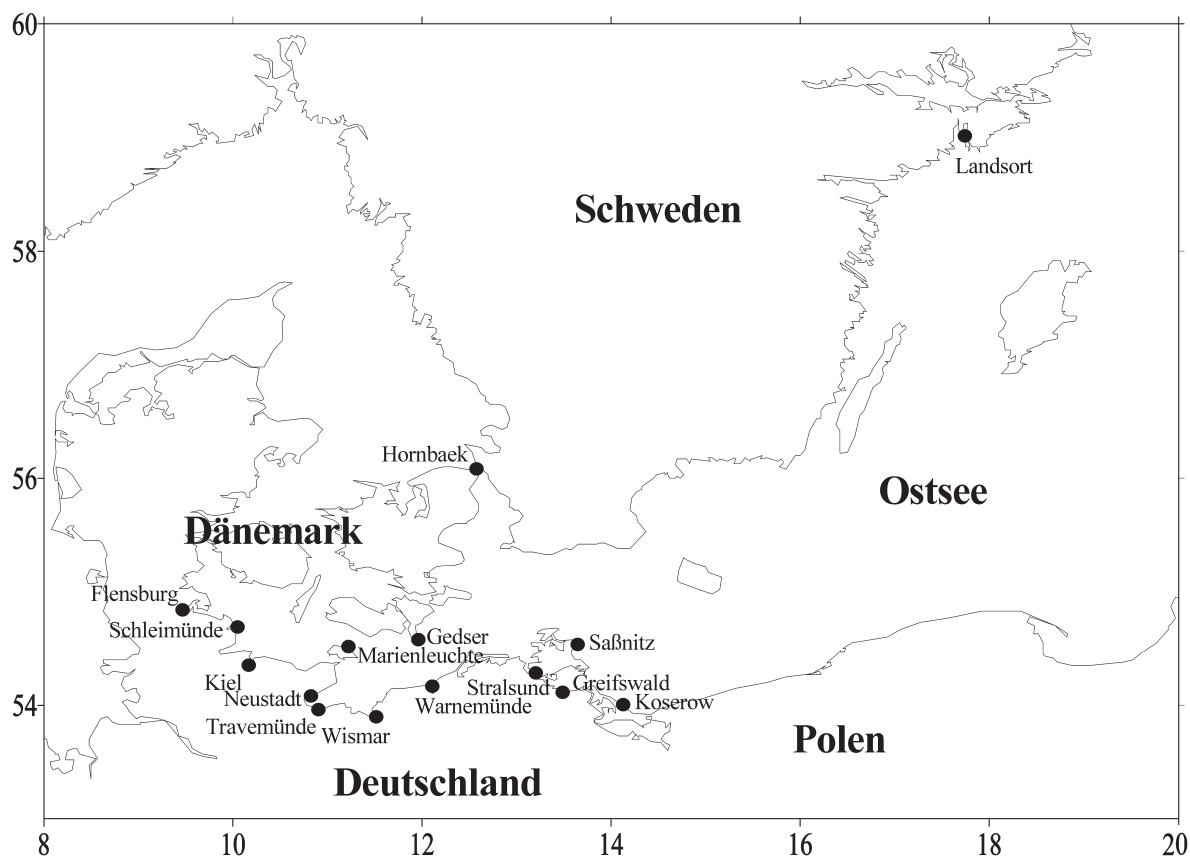 60
Landsort
Schweden
58
Hornbaek
56
Ostsee
Dänemark
Flensburg
Schleimünde
Gedser
Saßnitz
Marienleuchte
Kiel
Neustadt
Stralsund
Greifswald
54
Koserow
Warnemünde
Travemünde
Wismar
Polen
Deutschland
8 10 12 14 16 18 20